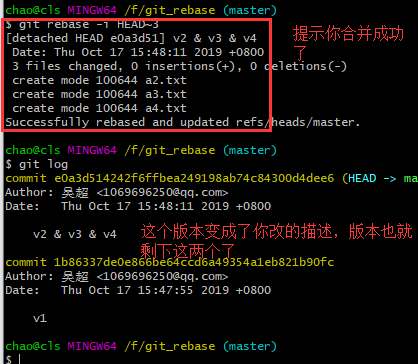 chao@cls MINGW64 /f/git_rebase (master)
$ git rebase -i HEAD~3
[detached HEAD e0a3d51] v2 & v3 & v4
Date: Thu Oct 17 15:48:11 2019 +0800
3 files changed, 0 insertions(+), 0 deletions(-)
create mode 100644 a2.txt
create mode 100644 a3.txt
create mode 100644 a4.txt
Successfully rebased and updated refs/heads/master.
提示你合并成功
了
chao@cls MINGW64 /f/git_rebase (master)
$ git log
commit e0a3d514242f6ffbea249198ab74c84300d4dee6 (HEAD -> ma
Author: 吴超 <1069696250@qq.com>
Date: Thu Oct 17 15:48:11 2019 +0800
v2 & v3 & v4
这个版本变成了你改的描述，版本也就
剩下这两个了
commit 1b86337de0e866be64ccd6a49354a1eb821b90fc
Author: 吴超 <1069696250@qq.com>
Date: Thu Oct 17 15:47:55 2019 +0800
v1
chao@cls MINGW64 /f/git_rebase (master)
$